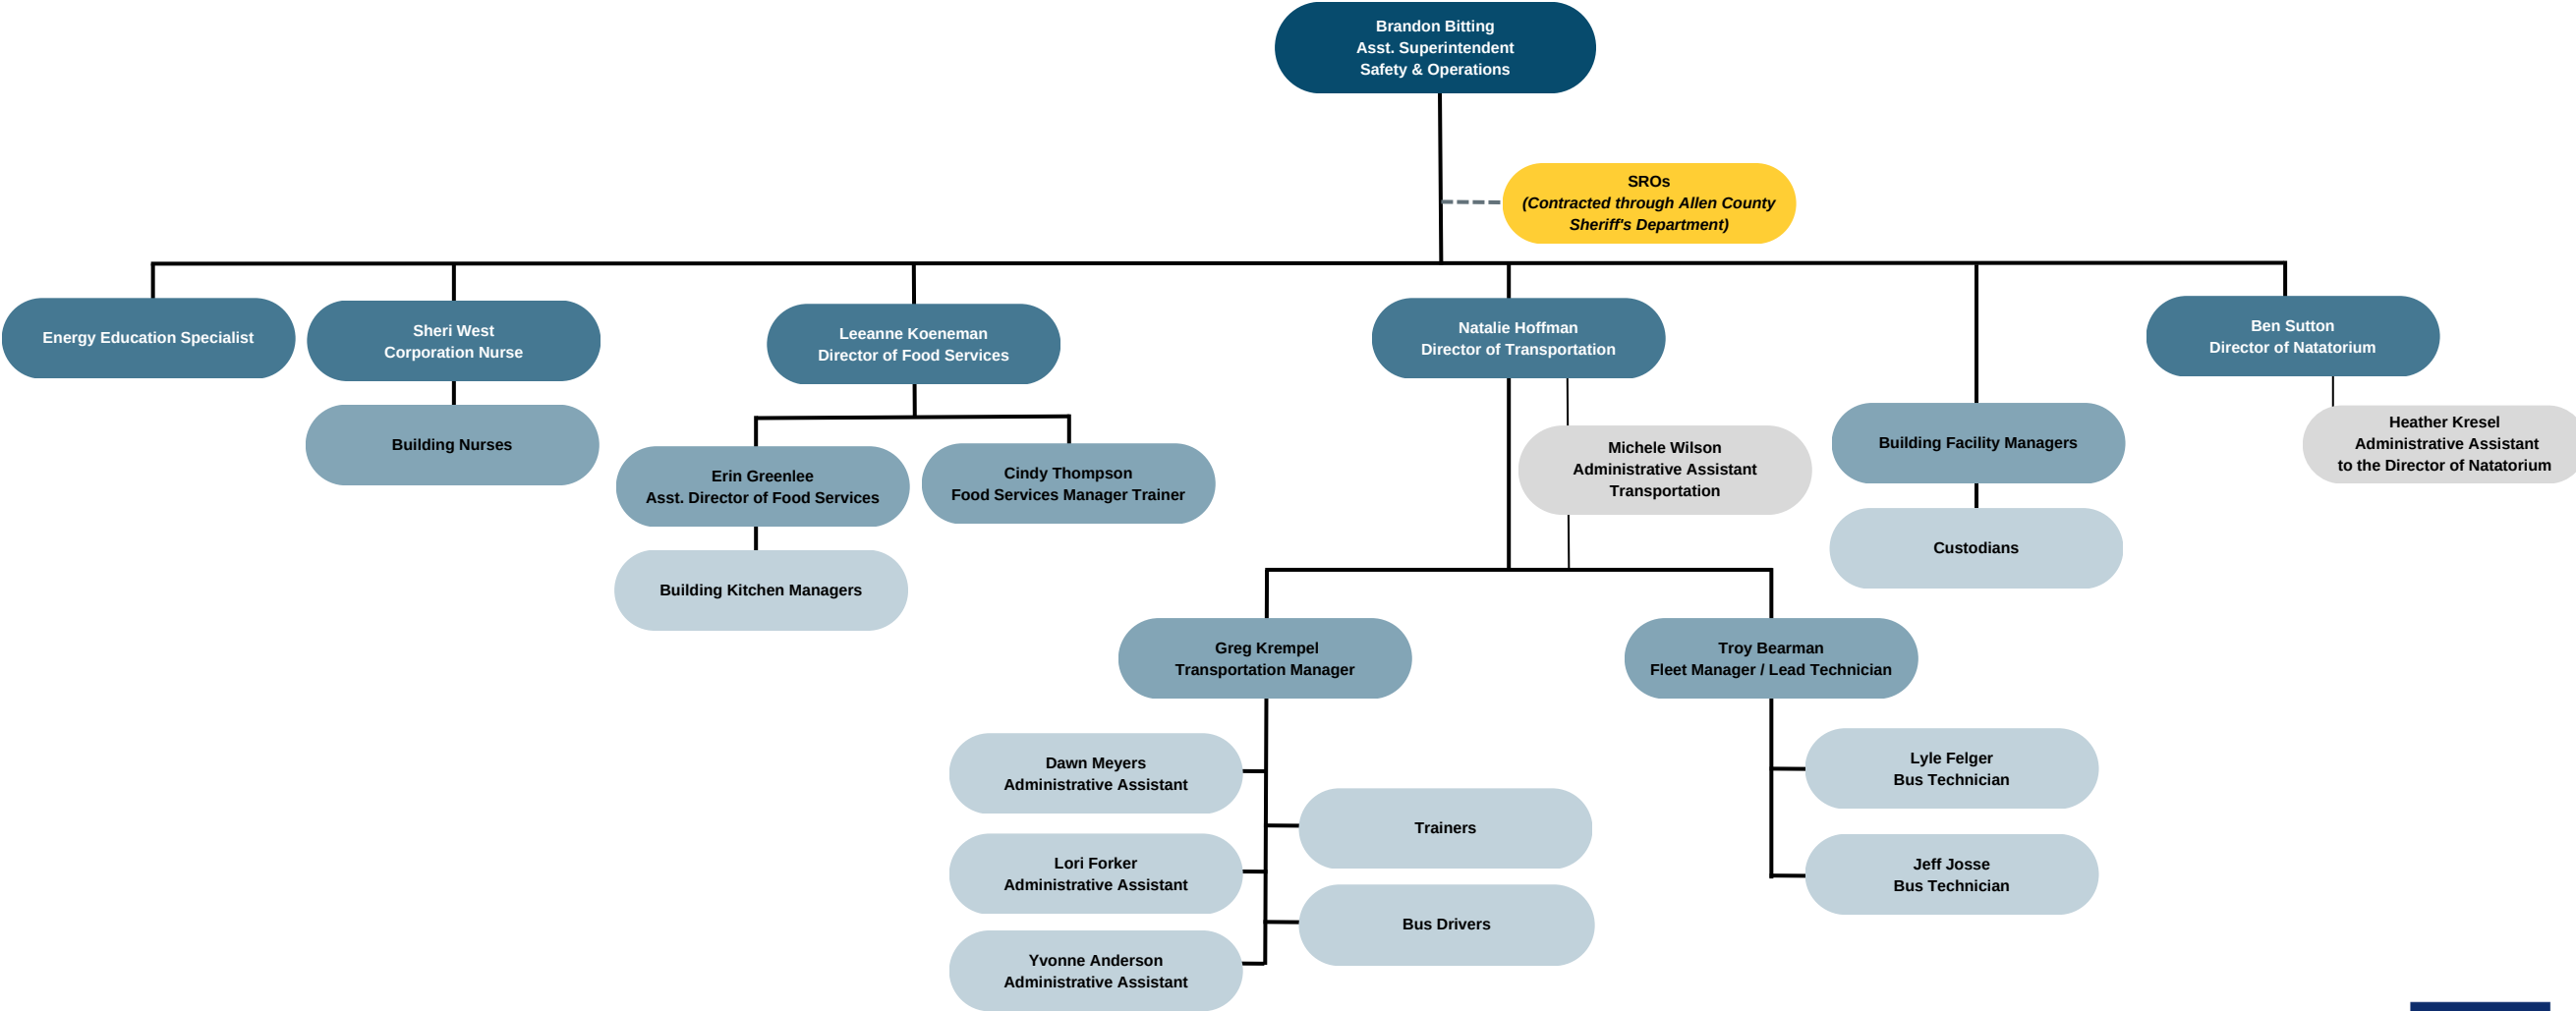 Brandon Bitting
Asst. Superintendent
Safety & Operations
SROs
(Contracted through Allen County
Sheriff's Department)
Energy Education Specialist
Sheri West
Corporation Nurse
Building Nurses
Leeanne Koeneman
Director of Food Services
Erin Greenlee
Asst. Director of Food Services
Cindy Thompson
Food Services Manager Trainer
Building Kitchen Managers
Natalie Hoffman
Director of Transportation
Michele Wilson
Administrative Assistant
Transportation
Building Facility Managers
Custodians
Ben Sutton
Director of Natatorium
Heather Kresel
Administrative Assistant
to the Director of Natatorium
Greg Krempel
Transportation Manager
Dawn Meyers
Administrative Assistant
Lori Forker
Administrative Assistant
Yvonne Anderson
Administrative Assistant
Trainers
Bus Drivers
Troy Bearman
Fleet Manager / Lead Technician
Lyle Felger
Bus Technician
Jeff Josse
Bus Technician